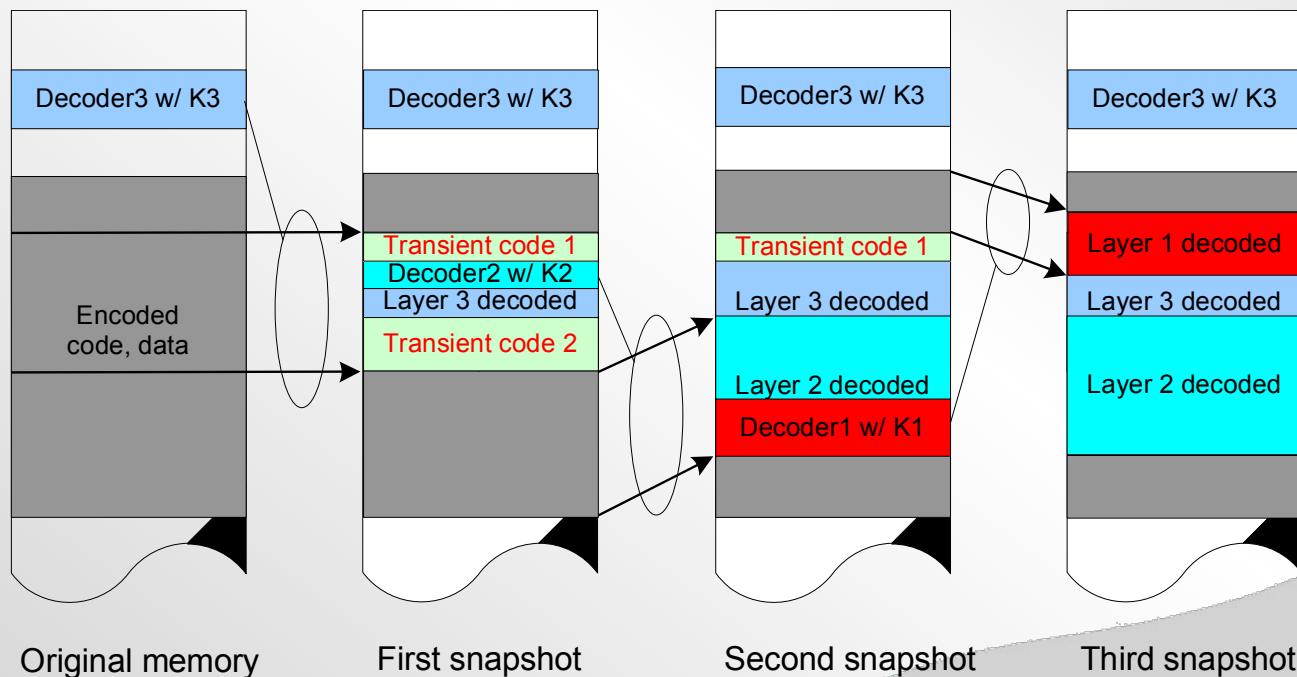 Decoder3 w/ K3
Encoded
code, data
Original memory
Decoder3 w/ K3
Transient code 1
Decoder2 w/ K2
Layer 3 decoded
Transient code 2
First snapshot
Decoder3 w/ K3
Transient code 1
Layer 3 decoded
Layer 2 decoded
Decoder1 w/ K1
Second snapshot
Decoder3 w/ K3
Layer 1 decoded
Layer 3 decoded
Layer 2 decoded
Third snapshot